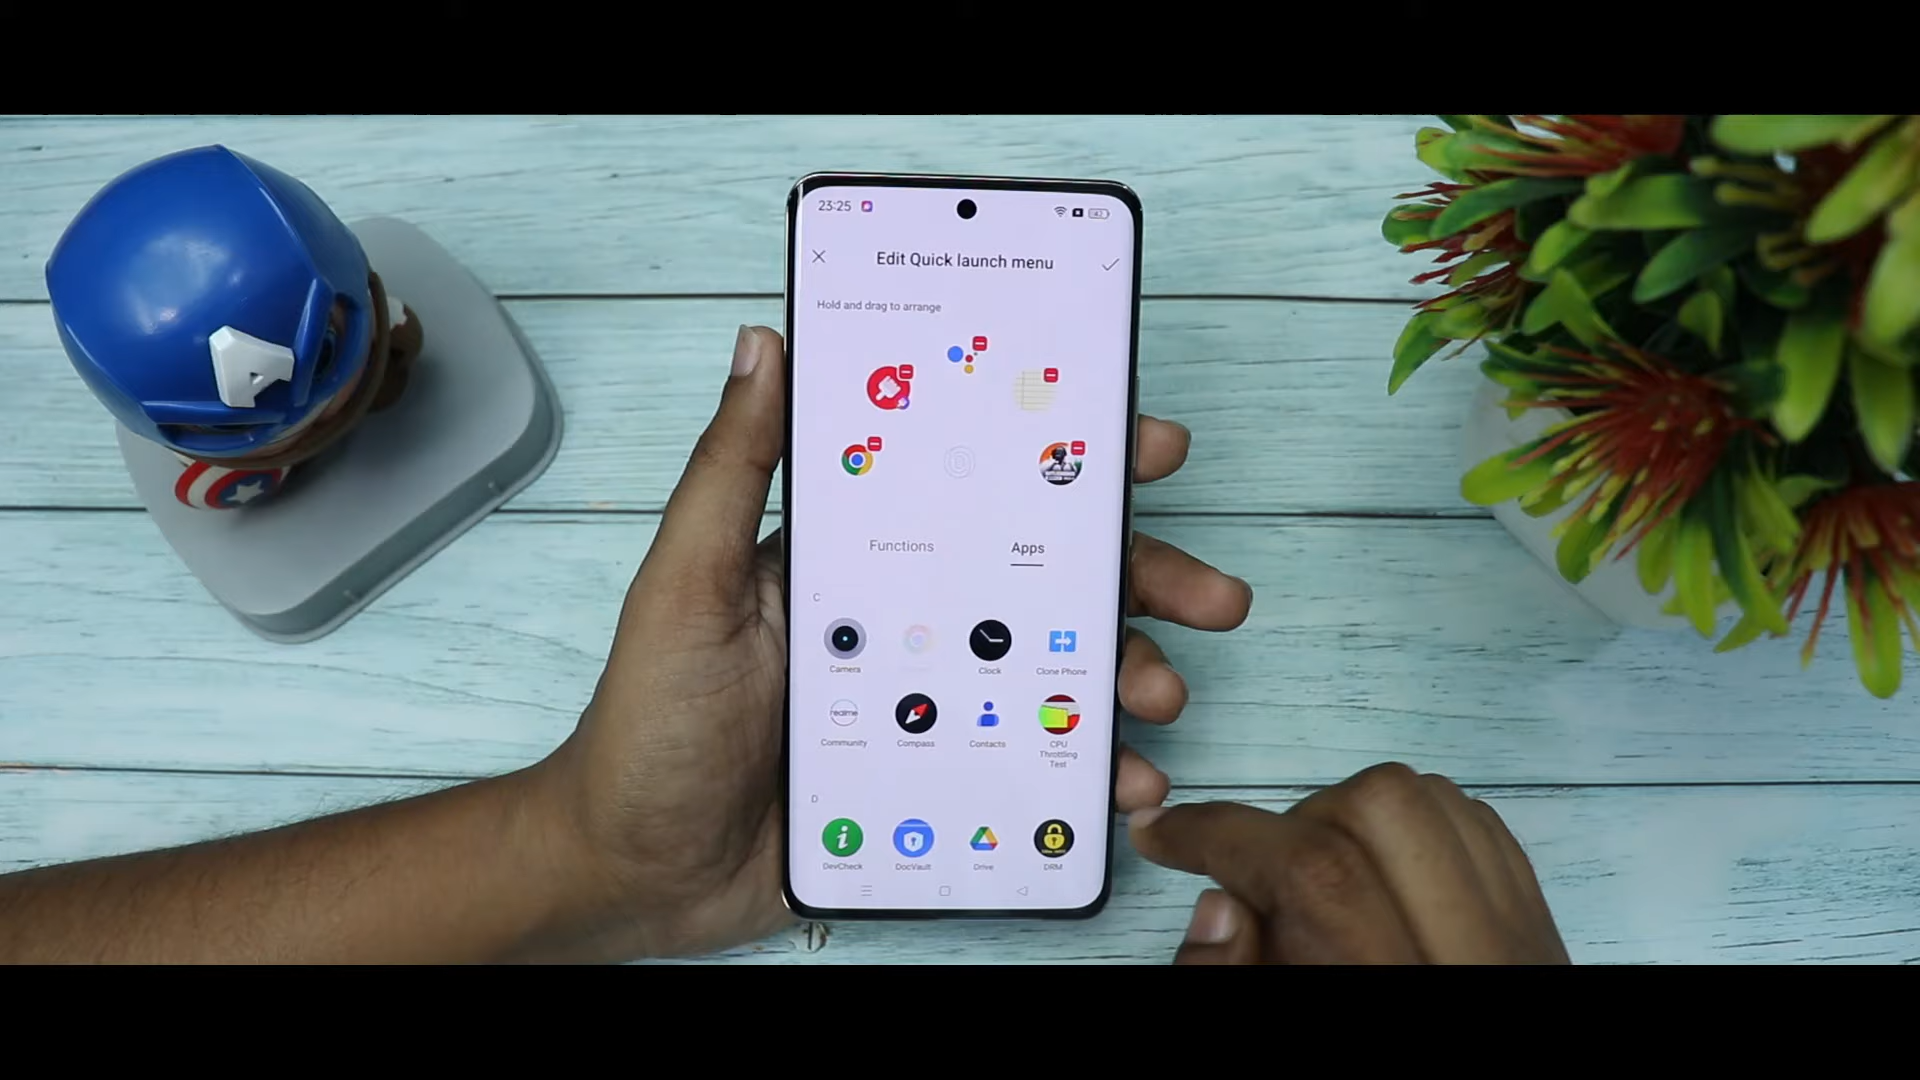 23:25
Edit Quick launch menu
Hold and drag to arrange
Functions
Apps
C
Camera
Clock
Clone Phone
realme
Community
Compass
Contacts
CPU
Throttling
Test
D
DevCheck
DocVault
Drive
DRM
A